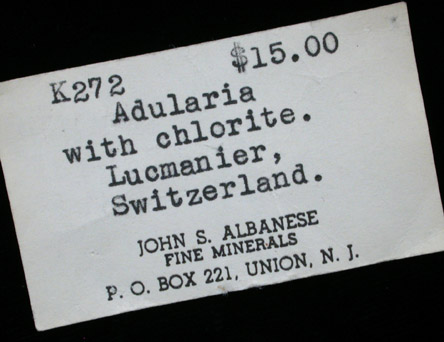 K272 $15.00
Adularia
with chlorite.
Lucmanier,
Switzerland.
JOHN S. ALBANESE
FINE MINERALS
P. O. BOX 221, UNION, N. J.